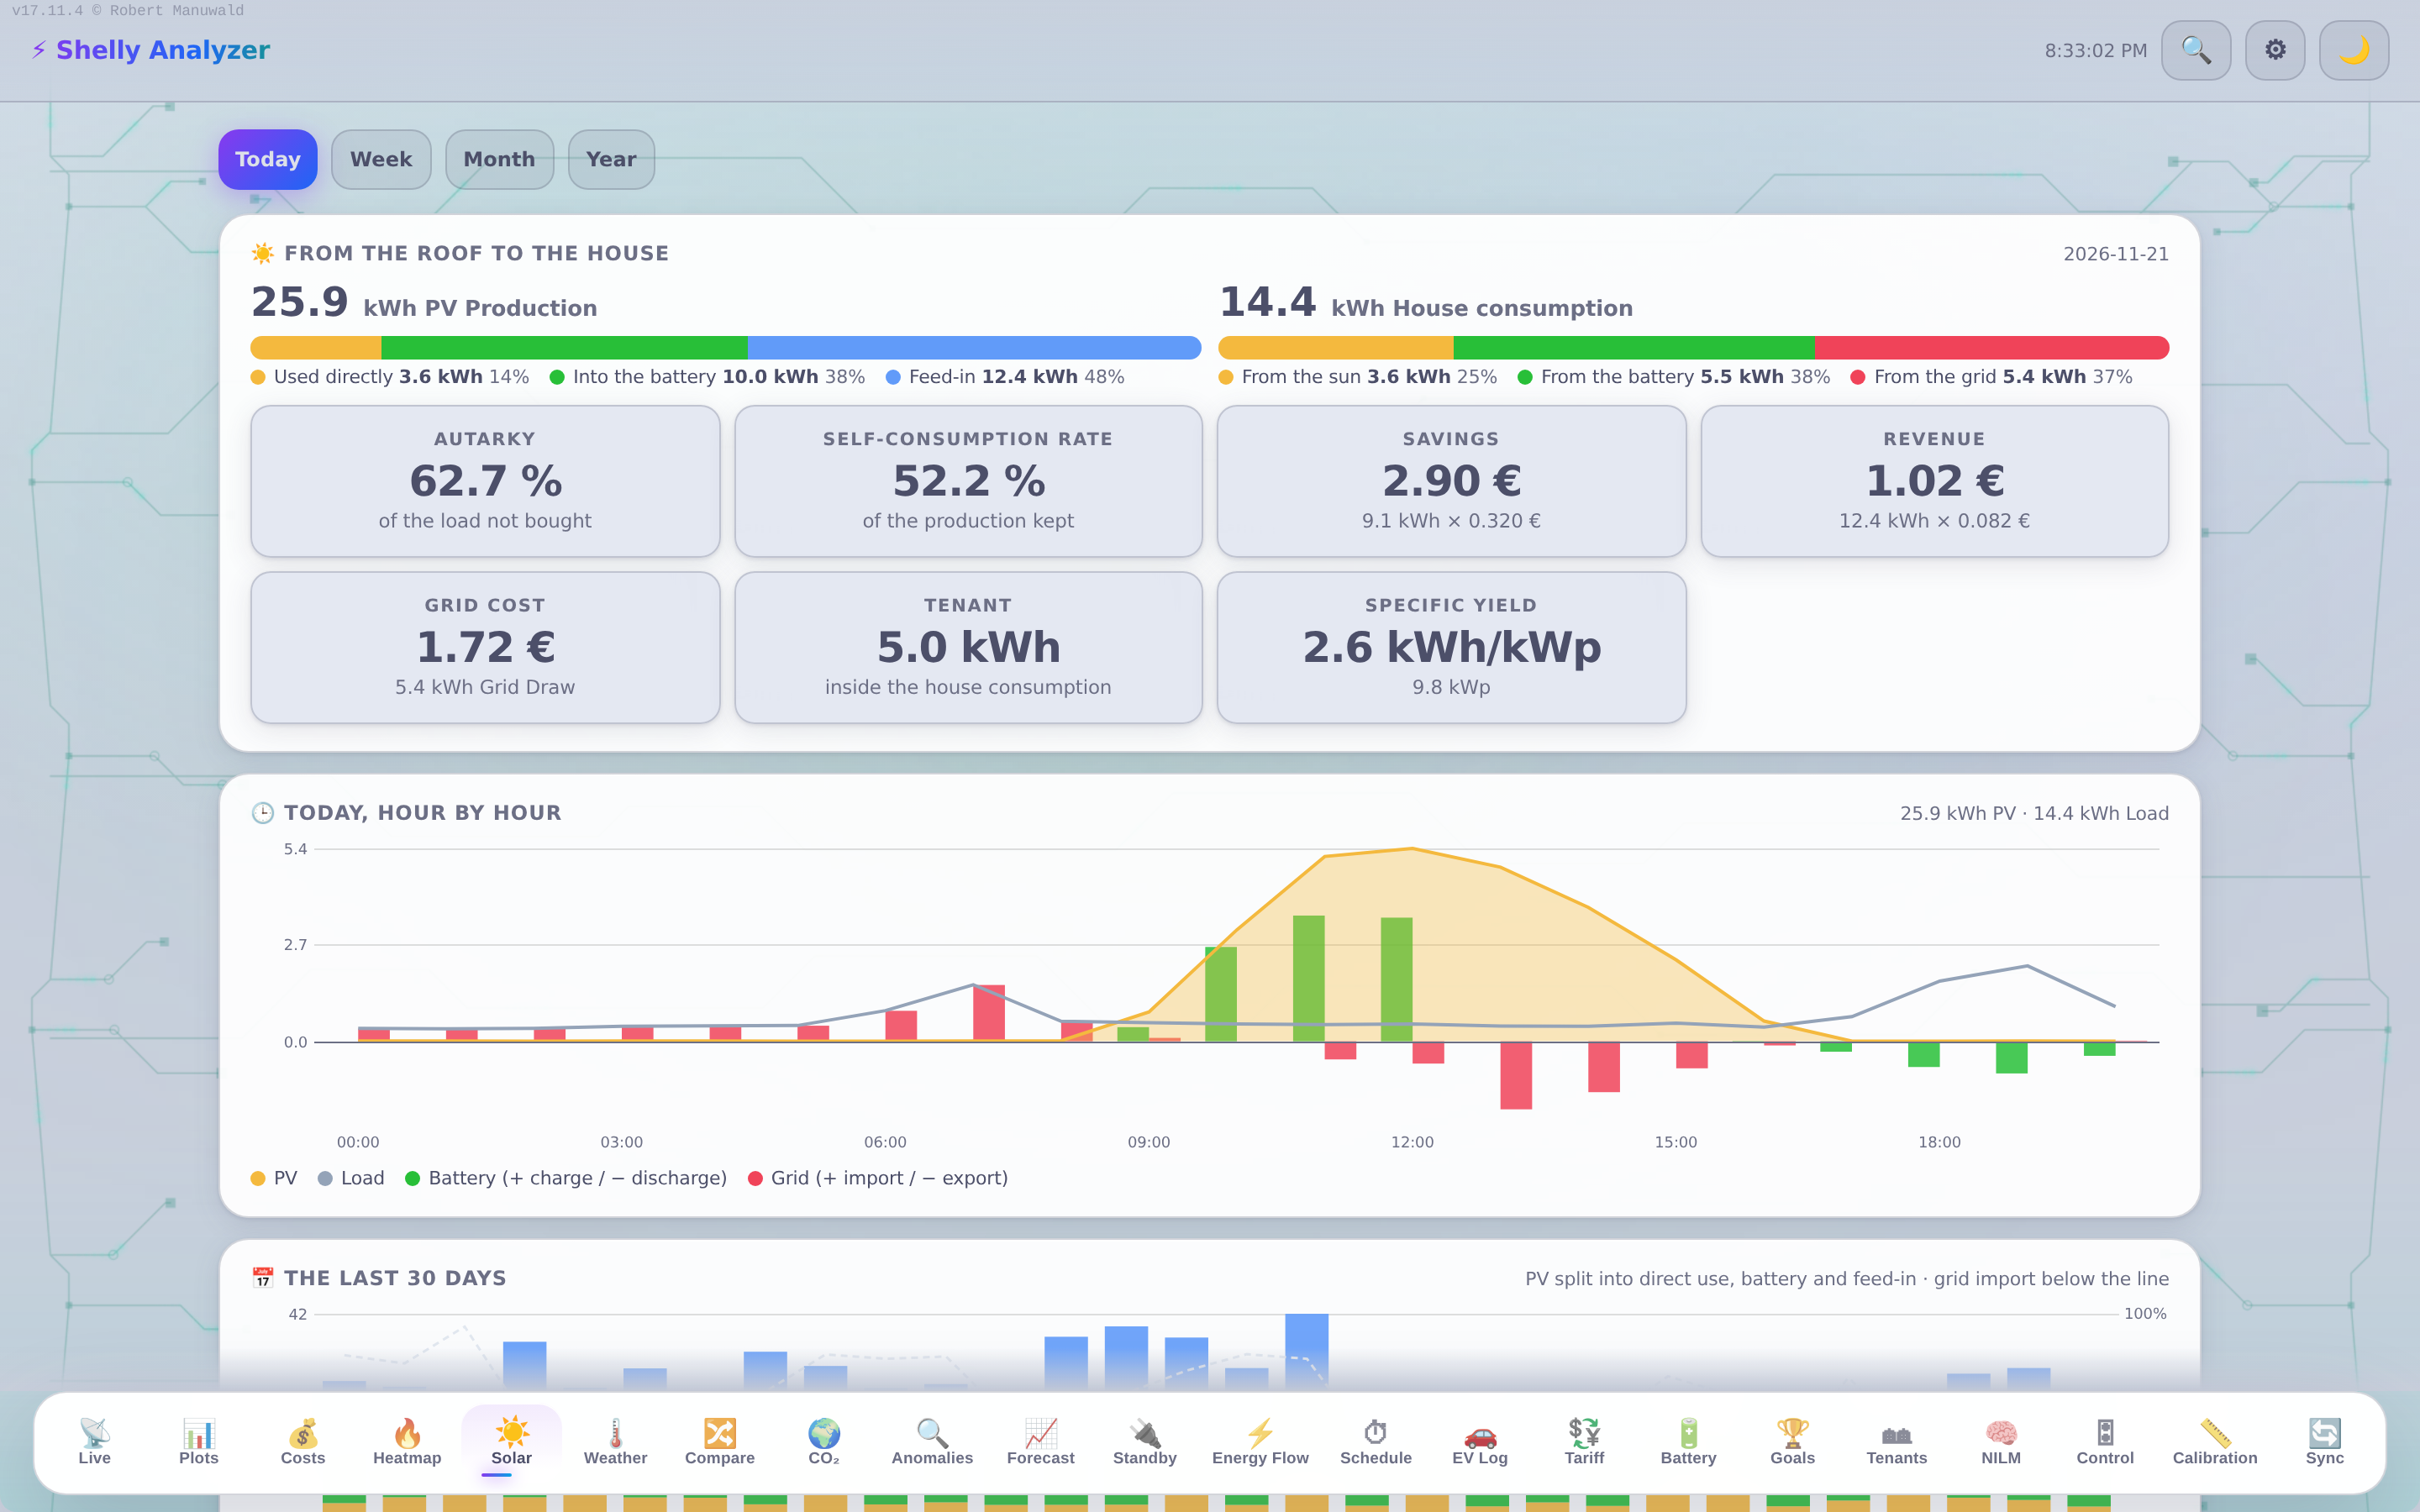 v17.11.4 © Robert Manuwald
⚡ Shelly Analyzer
8:33:02 PM
Today Week Month Year
FROM THE ROOF TO THE HOUSE 2026-11-21
25.9 kWh PV Production 14.4 kWh House consumption
Used directly 3.6 kWh 14% Into the battery 10.0 kWh 38% Feed-in 12.4 kWh 48% From the sun 3.6 kWh 25% From the battery 5.5 kWh 38% From the grid 5.4 kWh 37%
AUTARKY SELF-CONSUMPTION RATE SAVINGS REVENUE
62.7 % 52.2 % 2.90 € 1.02 €
of the load not bought of the production kept 9.1 kWh × 0.320 € 12.4 kWh × 0.082 €
GRID COST TENANT SPECIFIC YIELD
1.72 € 5.0 kWh 2.6 kWh/kWp
5.4 kWh Grid Draw inside the house consumption 9.8 kWp
TODAY, HOUR BY HOUR 25.9 kWh PV · 14.4 kWh Load
5.4
2.7
0.0
00:00 03:00 06:00 09:00 12:00 15:00 18:00
PV Load Battery (+ charge / − discharge) Grid (+ import / − export)
THE LAST 30 DAYS PV split into direct use, battery and feed-in · grid import below the line
42 100%
Live Plots Costs Heatmap Solar Weather Compare CO₂ Anomalies Forecast Standby Energy Flow Schedule EV Log Tariff Battery Goals Tenants NILM Control Calibration Sync